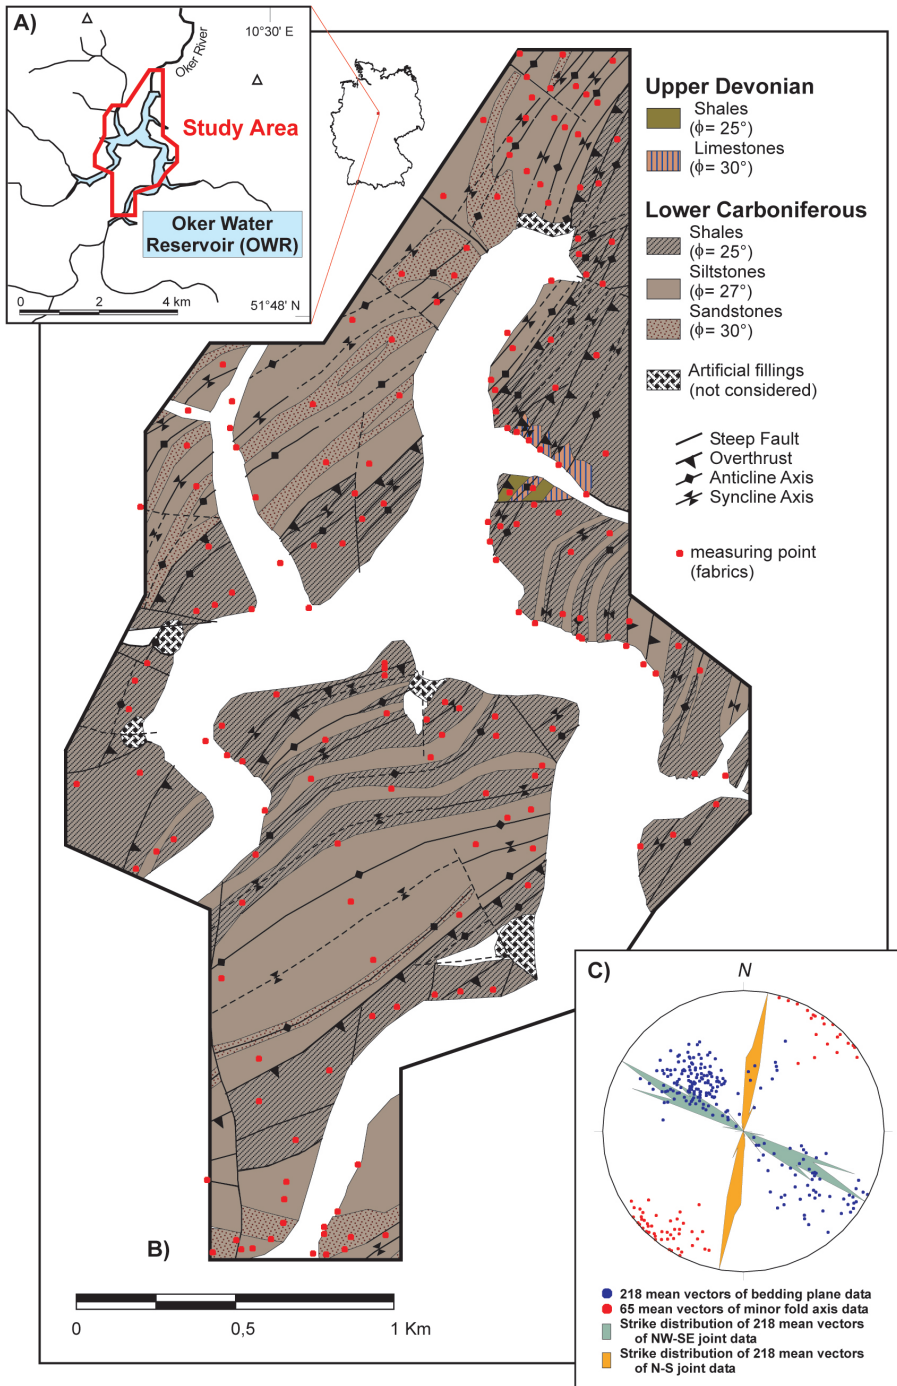 A)
10°30' E
Oker River
Study Area
Oker Water
Reservoir (OWR)
0 2 4 km
51°48' N
Upper Devonian
Shales
(ϕ= 25°)
Limestones
(ϕ= 30°)
Lower Carboniferous
Shales
(ϕ= 25°)
Siltstones
(ϕ= 27°)
Sandstones
(ϕ= 30°)
Artificial fillings
(not considered)
Steep Fault
Overthrust
Anticline Axis
Syncline Axis
measuring point
(fabrics)
B)
0 0,5 1 Km
C)
N
218 mean vectors of bedding plane data
65 mean vectors of minor fold axis data
Strike distribution of 218 mean vectors
of NW-SE joint data
Strike distribution of 218 mean vectors
of N-S joint data